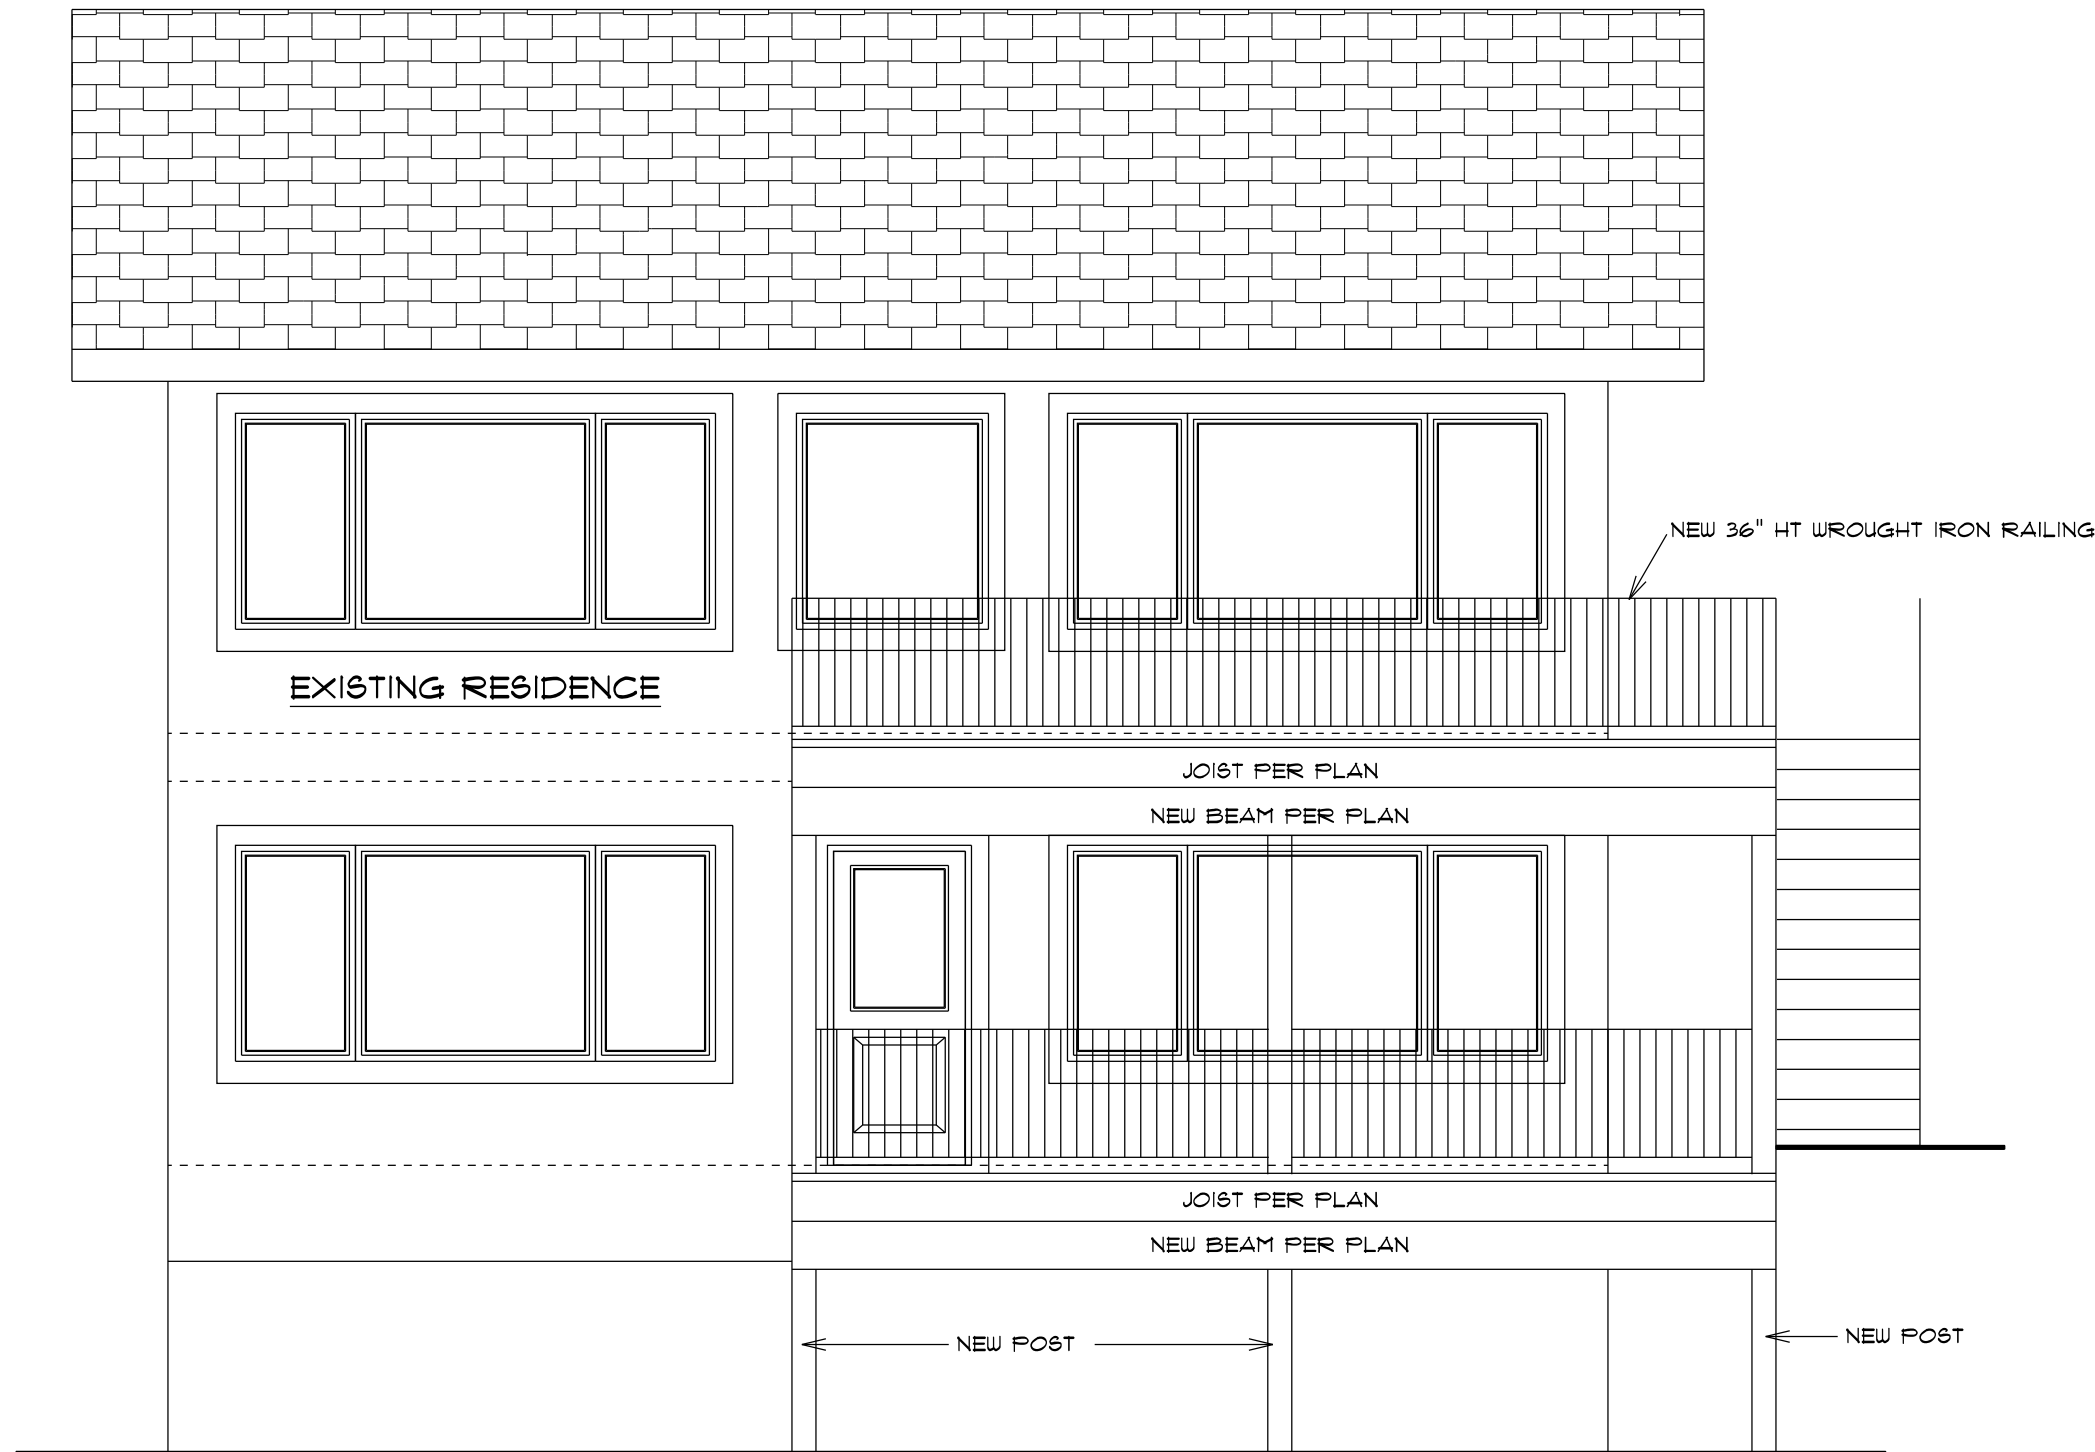 NEW 36" HT WROUGHT IRON RAILING
EXISTING RESIDENCE
JOIST PER PLAN
NEW BEAM PER PLAN
JOIST PER PLAN
NEW BEAM PER PLAN
NEW POST
NEW POST